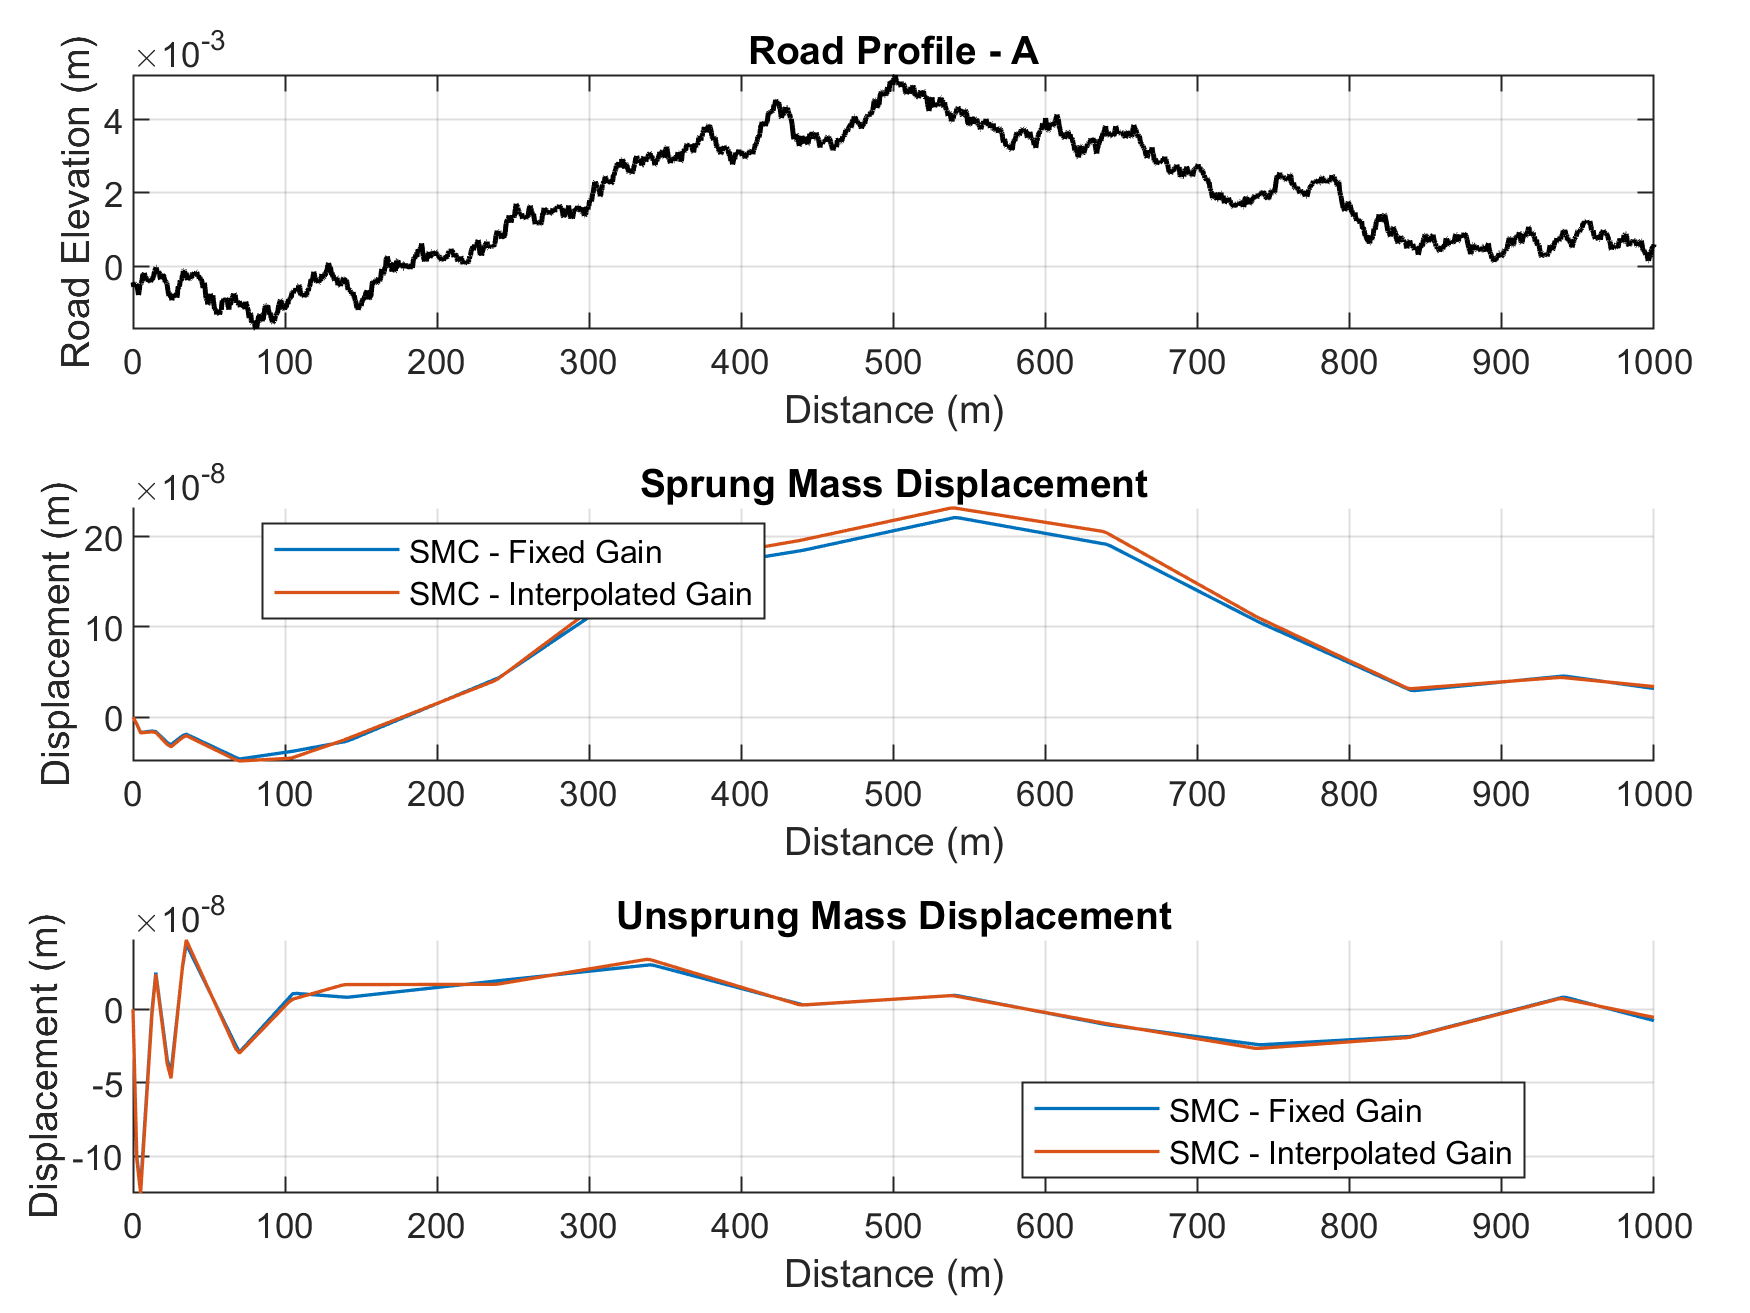 Road Profile - A
×10-3
Road Elevation (m)
4
2
0
0 100 200 300 400 500 600 700 800 900 1000
Distance (m)
Sprung Mass Displacement
×10-8
Displacement (m)
20
10
0
SMC - Fixed Gain
SMC - Interpolated Gain
0 100 200 300 400 500 600 700 800 900 1000
Distance (m)
Unsprung Mass Displacement
×10-8
Displacement (m)
0
-5
-10
SMC - Fixed Gain
SMC - Interpolated Gain
0 100 200 300 400 500 600 700 800 900 1000
Distance (m)